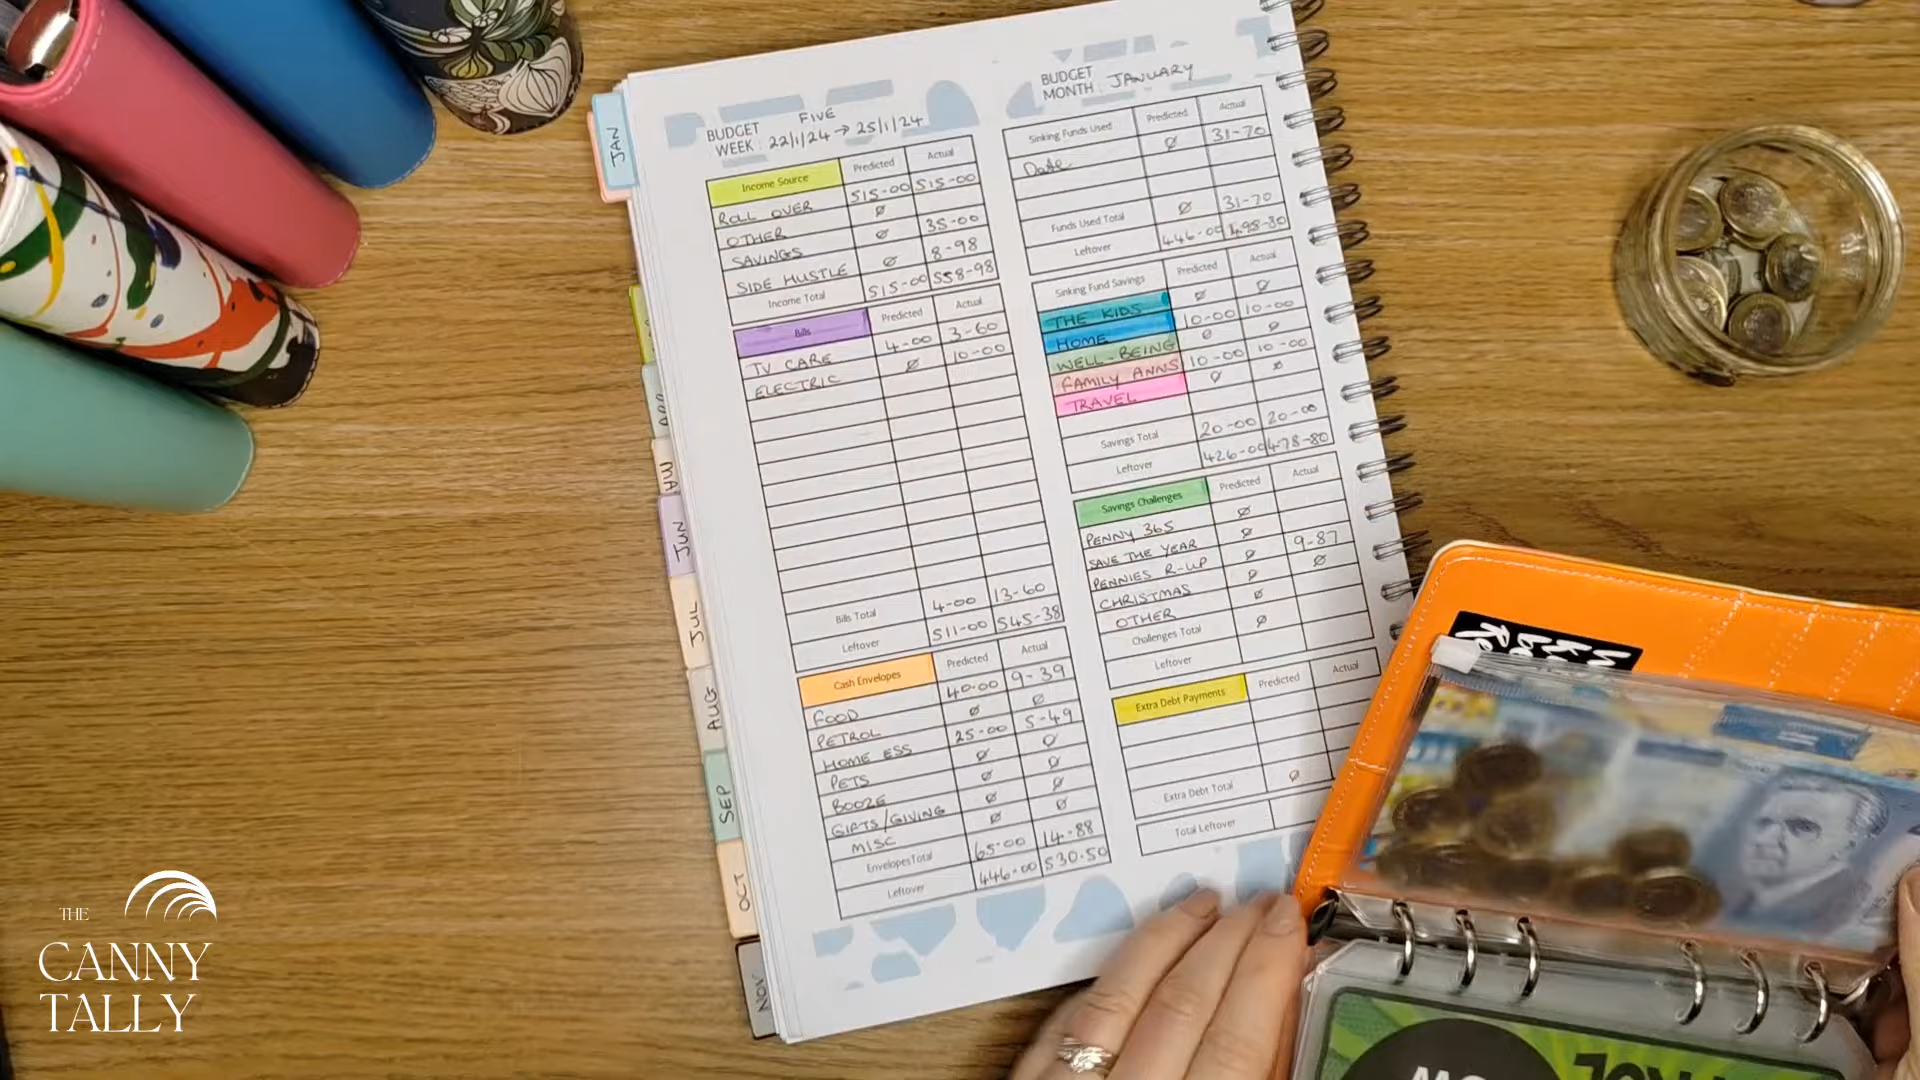 BUDGET FIVE
WEEK : 22/1/24 → 25/1/24
Income Source Predicted Actual
ROLL OVER 515-00 515-00
OTHER ∅ 35-00
SAVINGS ∅ 8-98
SIDE HUSTLE ∅
Income Total 515-00 558-98
Bills Predicted Actual
TV CARE 4-00 3-60
ELECTRIC ∅ 10-00
Bills Total 4-00 13-60
Leftover 511-00 545-38
Cash Envelopes Predicted Actual
FOOD 40-00 9-39
PETROL ∅ ∅
HOME ESS 25-00 5-49
PETS ∅ ∅
BOOZE ∅ ∅
GIFTS/GIVING ∅ ∅
MISC ∅ ∅
Envelopes Total 65-00 14-88
Leftover 446-00 530-50
BUDGET
MONTH : JANUARY
Sinking Funds Used Predicted Actual
Date ∅ 31-70
Funds Used Total ∅ 31-70
Leftover 446-00 498-80
Sinking Fund Savings Predicted Actual
THE KIDS ∅ ∅
HOME 10-00 10-00
WELL-BEING ∅ ∅
FAMILY ANNS 10-00 10-00
TRAVEL ∅ ∅
Savings Total 20-00 20-00
Leftover 426-00 478-80
Savings Challenges Predicted Actual
PENNY 365 ∅
SAVE THE YEAR ∅
PENNIES R-UP ∅ 9-87
CHRISTMAS ∅ ∅
OTHER ∅
Challenges Total ∅
Leftover
Extra Debt Payments Predicted Actual
Extra Debt Total ∅
Total Leftover
JAN
JUN
JUL
AUG
SEP
OCT
NOV
THE
CANNY
TALLY